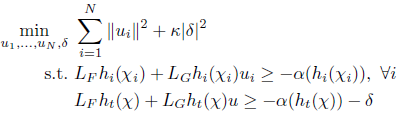 min_{u_1,...,u_N,δ} ∑_{i=1}^{N} ‖u_i‖² + κ|δ|²
s.t. L_F h_i(χ_i) + L_G h_i(χ_i)u_i ≥ −α(h_i(χ_i)), ∀i
L_F h_t(χ) + L_G h_t(χ)u ≥ −α(h_t(χ)) − δ